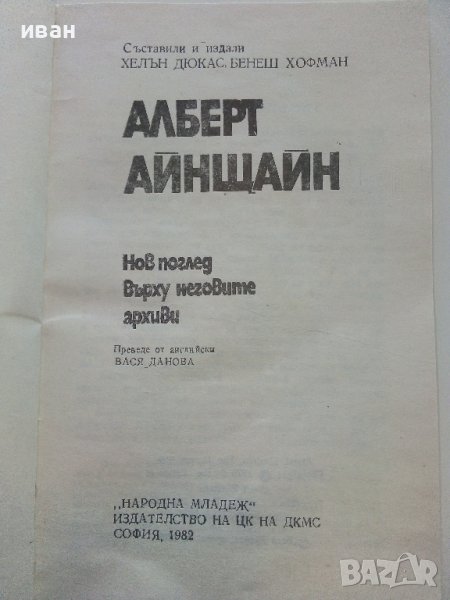 иван
Съставили и издали
ХЕЛЪН ДЮКАС, БЕНЕШ ХОФМАН
АЛБЕРТ
АЙНЩАЙН
Нов поглед
върху неговите
архиви
Преведе от английски
ВАСЯ ДАНОВА
„НАРОДНА МЛАДЕЖ“
ИЗДАТЕЛСТВО НА ЦК НА ДКМС
СОФИЯ, 1982
BAZAR